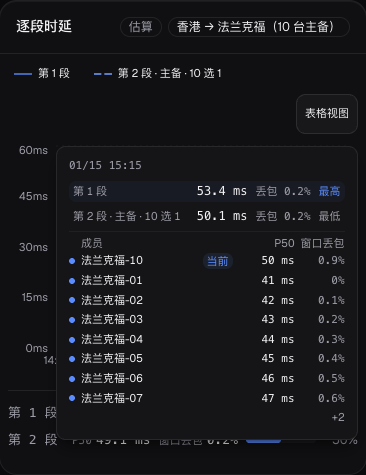 逐段时延 估算 香港 → 法兰克福（10 台主备）
第 1 段 第 2 段 · 主备 · 10 选 1
表格视图
60ms
01/15 15:15
第 1 段 53.4 ms 丢包 0.2% 最高
45ms
第 2 段 · 主备 · 10 选 1 50.1 ms 丢包 0.2% 最低
成员 P50 窗口丢包
30ms
法兰克福-10 当前 50 ms 0.9%
法兰克福-01 41 ms 0%
15ms
法兰克福-02 42 ms 0.1%
法兰克福-03 43 ms 0.2%
法兰克福-04 44 ms 0.3%
0ms
法兰克福-05 45 ms 0.4%
14:
法兰克福-06 46 ms 0.5%
法兰克福-07 47 ms 0.6%
第 1 段 +2
第 2 段 P50 49.1 ms 窗口丢包 0.2%